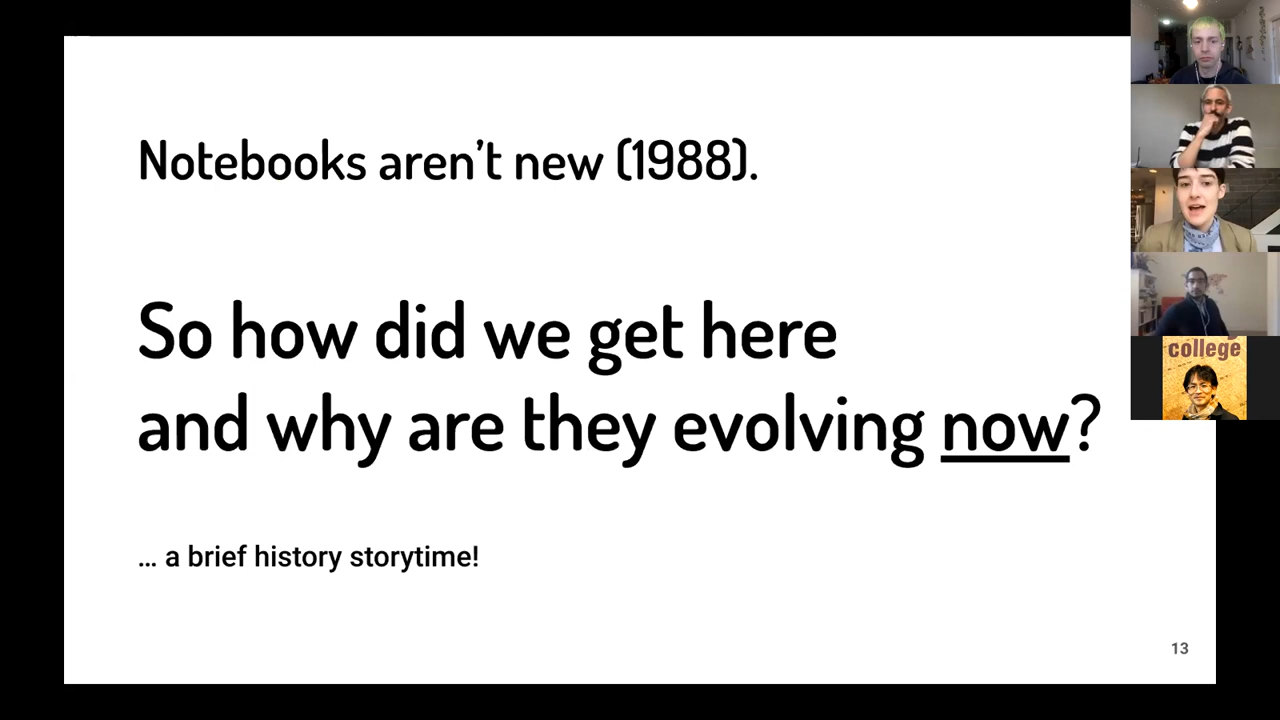 Notebooks aren’t new (1988).
So how did we get here
and why are they evolving now?
… a brief history storytime!
13
college